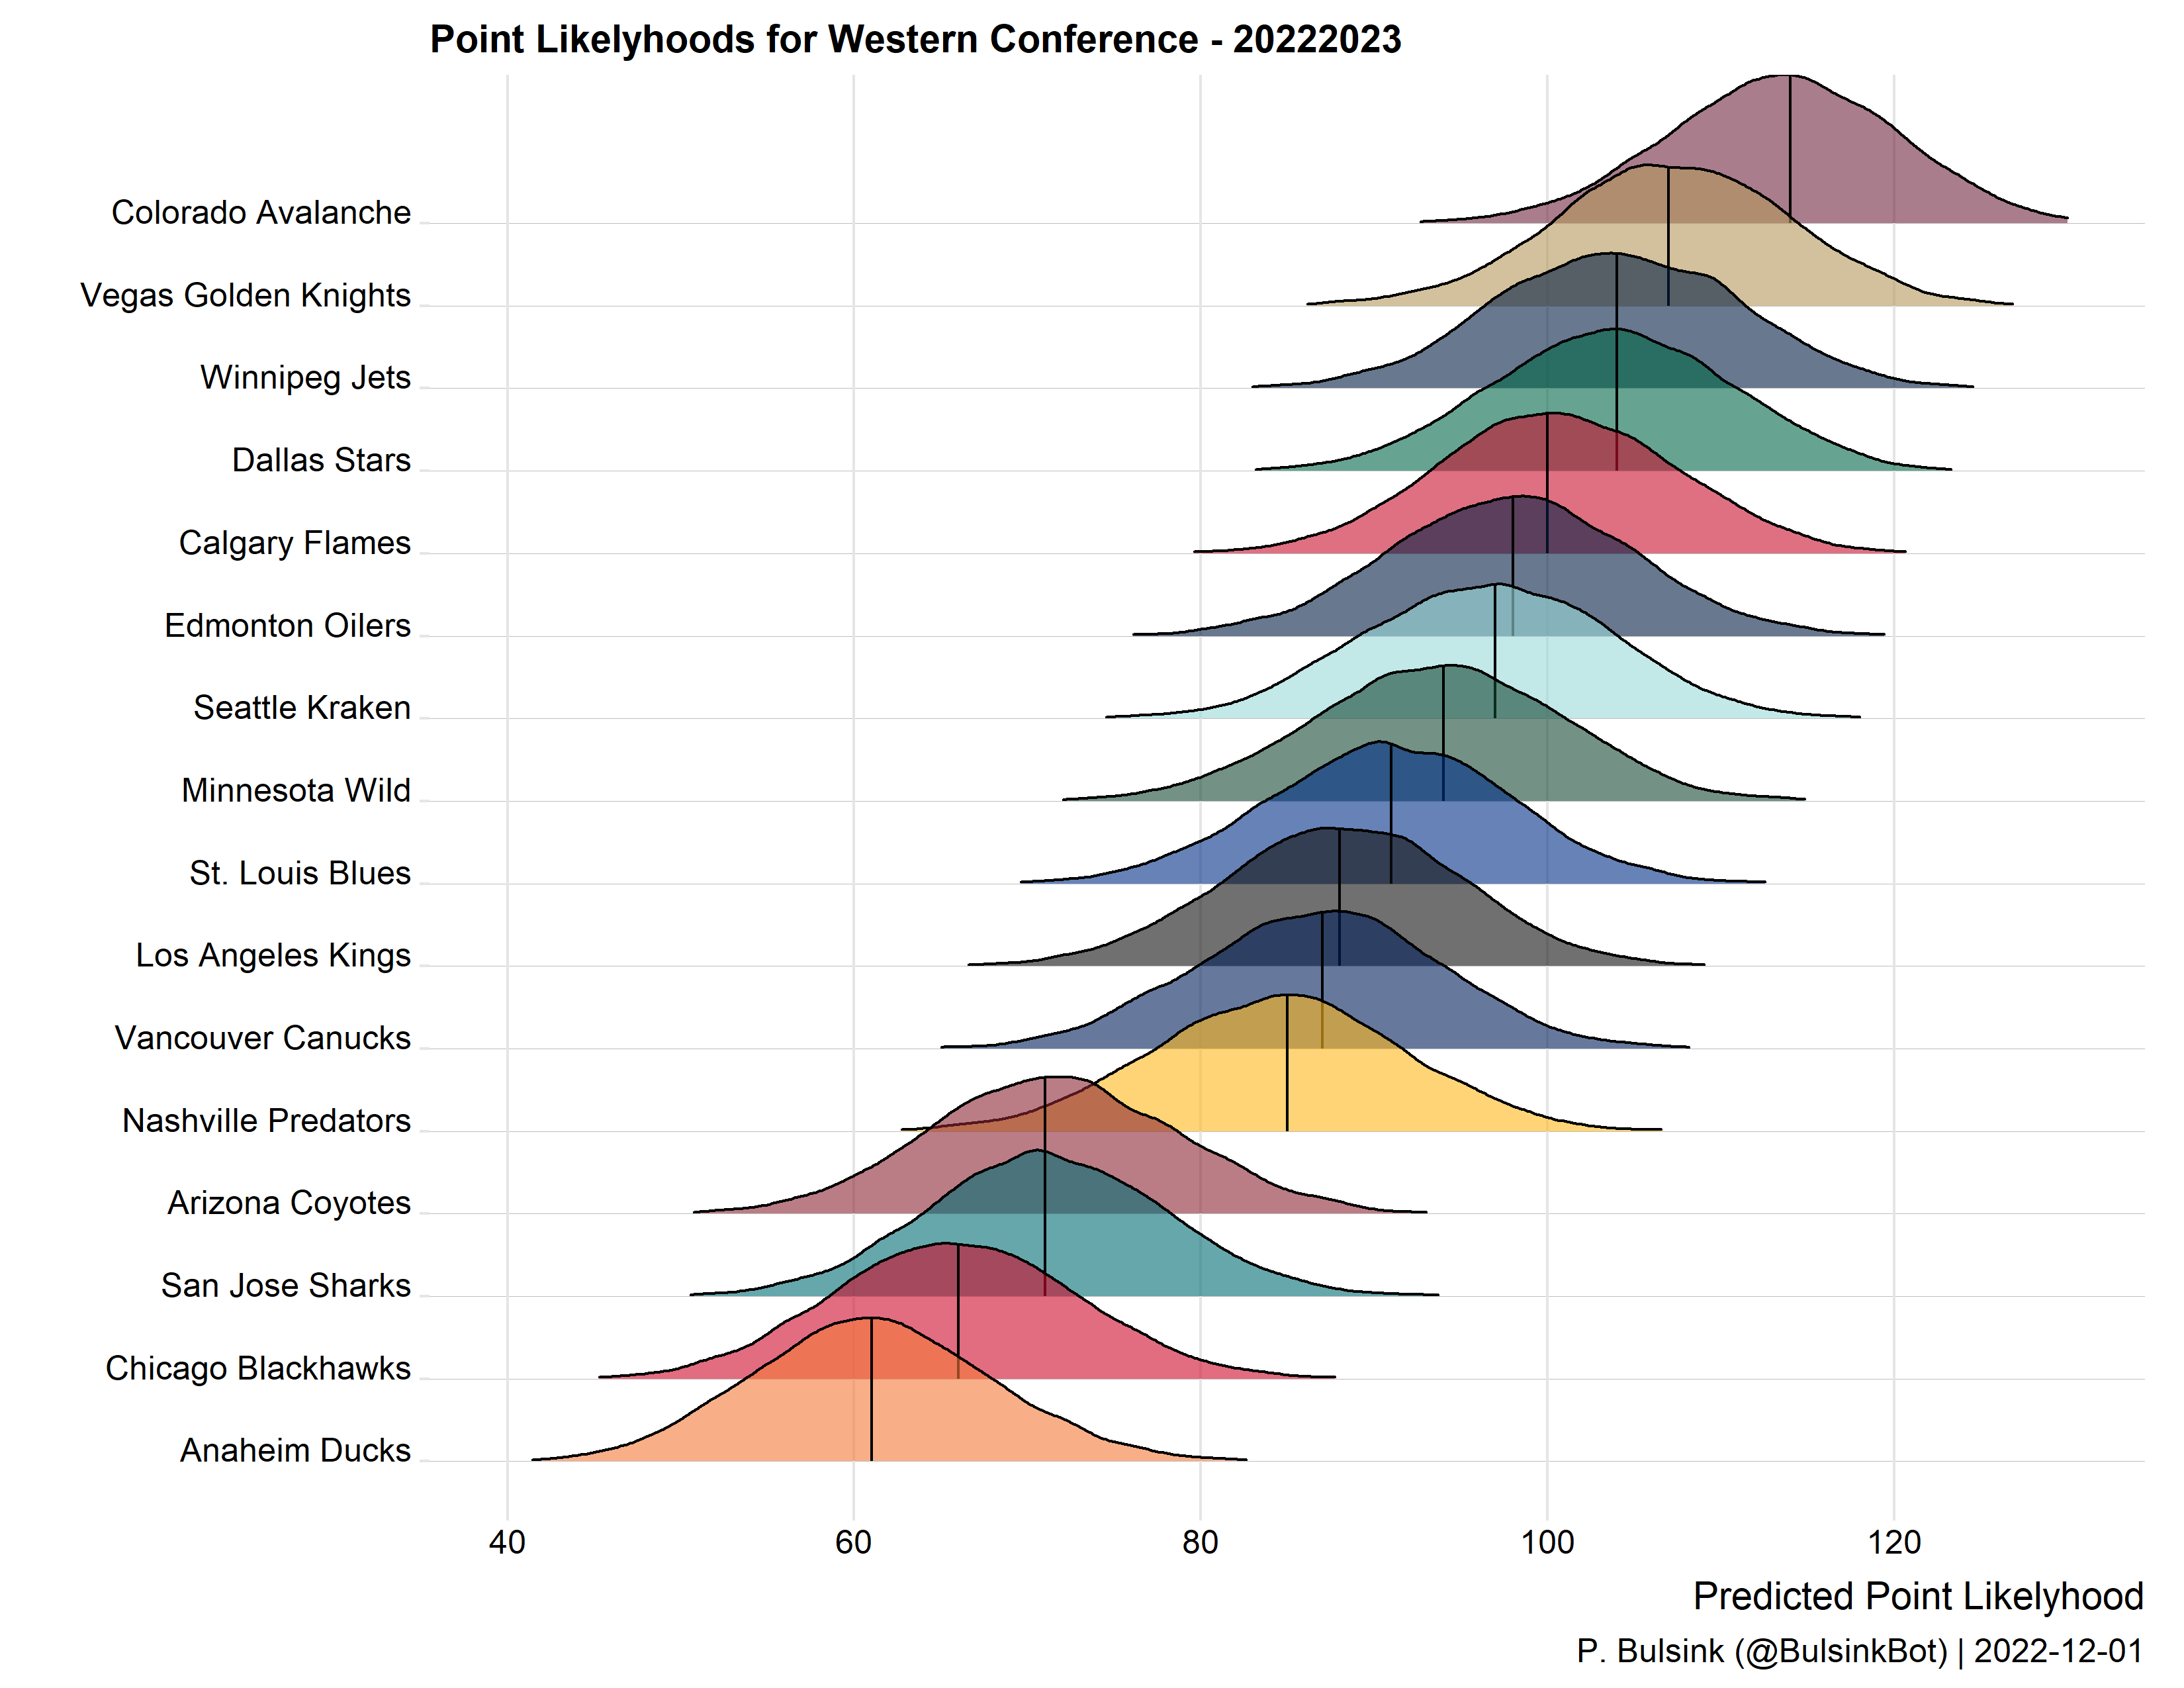 Point Likelyhoods for Western Conference - 20222023
Colorado Avalanche
Vegas Golden Knights
Winnipeg Jets
Dallas Stars
Calgary Flames
Edmonton Oilers
Seattle Kraken
Minnesota Wild
St. Louis Blues
Los Angeles Kings
Vancouver Canucks
Nashville Predators
Arizona Coyotes
San Jose Sharks
Chicago Blackhawks
Anaheim Ducks
40 60 80 100 120
Predicted Point Likelyhood
P. Bulsink (@BulsinkBot) | 2022-12-01